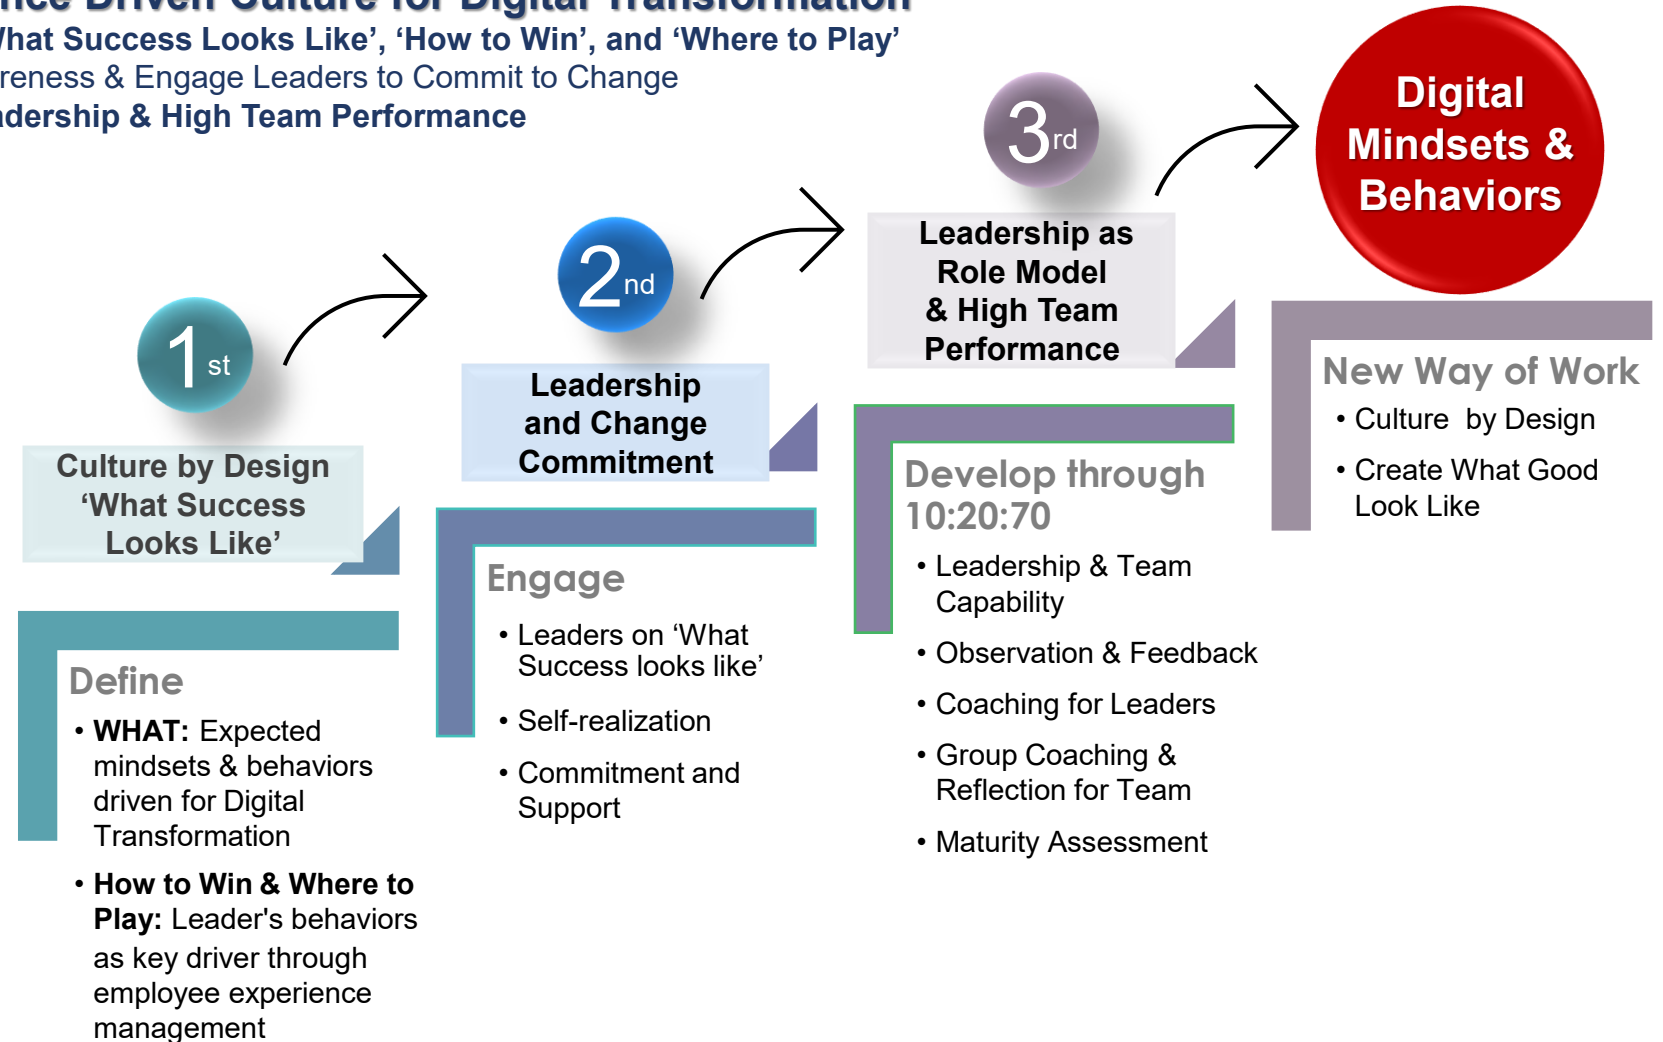 Driven Culture for Digital Transformation
What Success Looks Like’, ‘How to Win’, and ‘Where to Play’
& Engage Leaders to Commit to Change
& High Team Performance
1st
Culture by Design
‘What Success
Looks Like’
Define
• WHAT: Expected
mindsets & behaviors
driven for Digital
Transformation
• How to Win & Where to
Play: Leader's behaviors
as key driver through
employee experience
management
2nd
Leadership
and Change
Commitment
Engage
• Leaders on ‘What
Success looks like’
• Self-realization
• Commitment and
Support
3rd
Leadership as
Role Model
& High Team
Performance
Develop through
10:20:70
• Leadership & Team
Capability
• Observation & Feedback
• Coaching for Leaders
• Group Coaching &
Reflection for Team
• Maturity Assessment
Digital
Mindsets &
Behaviors
New Way of Work
• Culture by Design
• Create What Good
Look Like